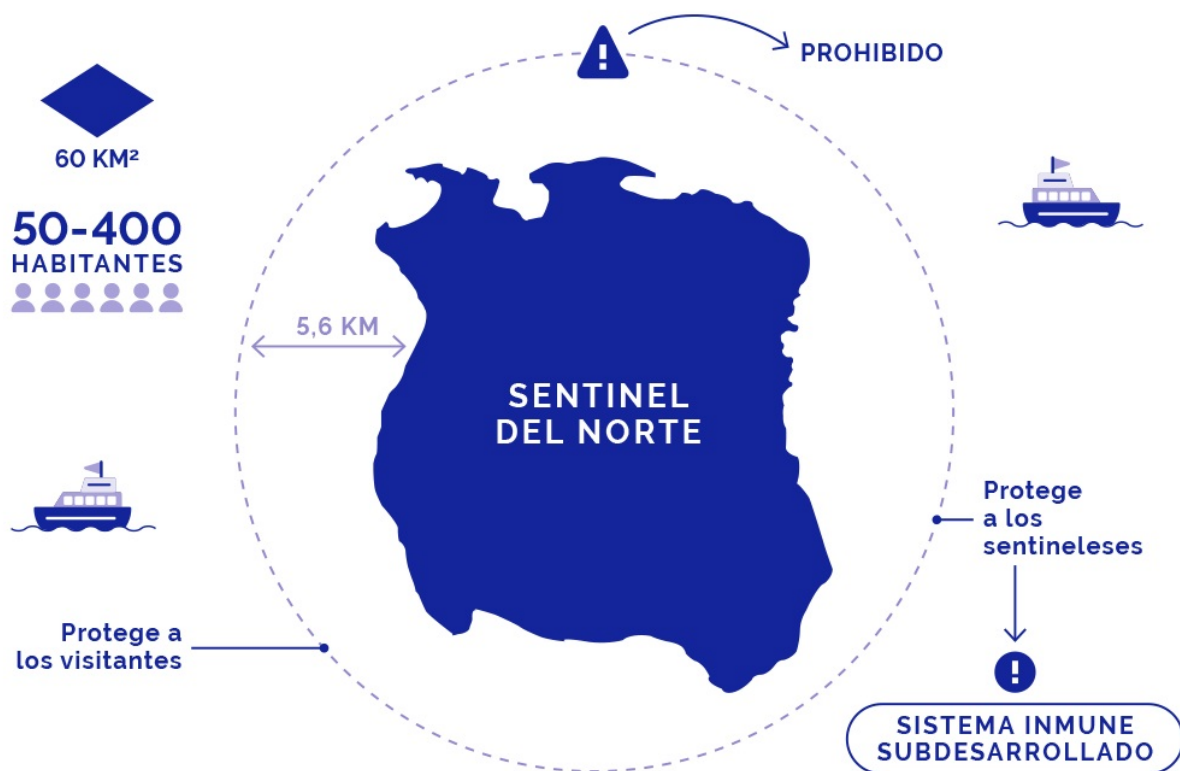 PROHIBIDO
60 KM²
50-400
HABITANTES
5,6 KM
SENTINEL
DEL NORTE
Protege
a los
sentineleses
Protege a
los visitantes
SISTEMA INMUNE
SUBDESARROLLADO